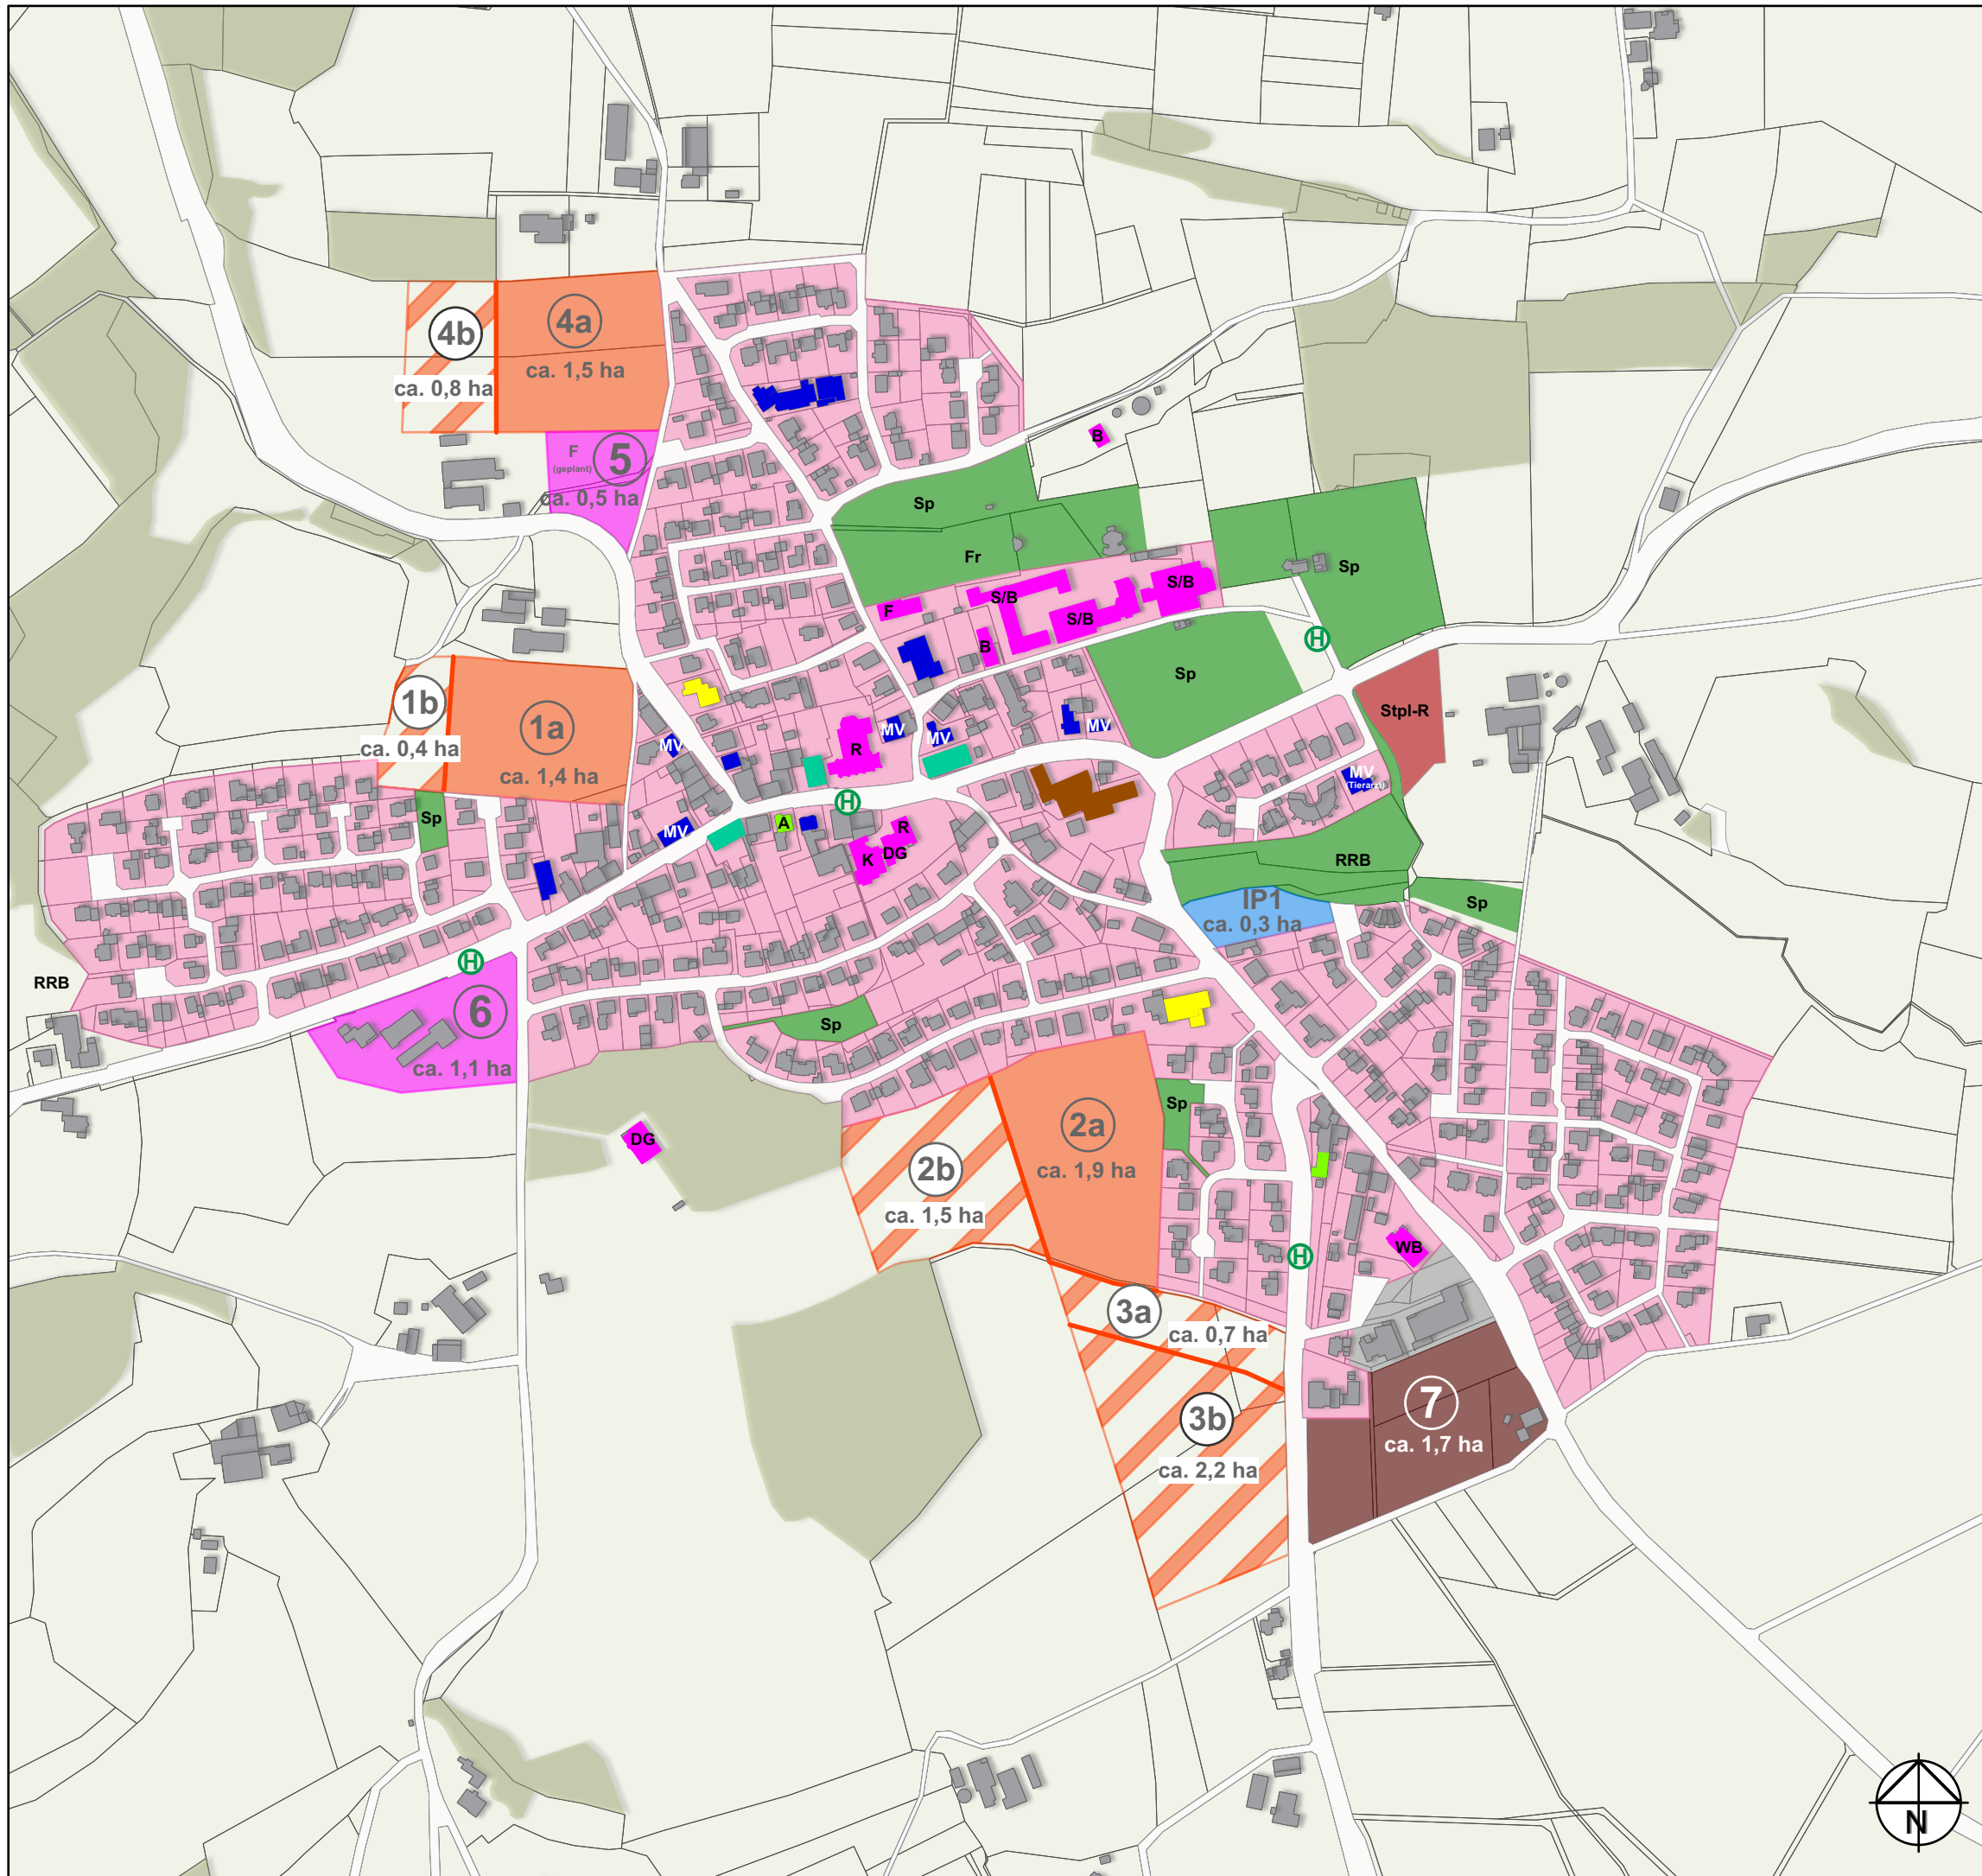 4b
4a
ca. 1,5 ha
ca. 0,8 ha
B
F
5
(geplant)
ca. 0,5 ha
Sp
Fr
Sp
S/B
S/B
F
S/B
B
H
Sp
1b
1a
Stpl-R
MV
MV
MV
MV
ca. 0,4 ha
R
ca. 1,4 ha
MV
(Tierarzt)
H
Sp
A
R
MV
K
DG
RRB
IP1
ca. 0,3 ha
Sp
H
RRB
6
Sp
ca. 1,1 ha
Sp
2a
DG
2b
ca. 1,9 ha
ca. 1,5 ha
WB
H
3a
ca. 0,7 ha
7
3b
ca. 1,7 ha
ca. 2,2 ha
N